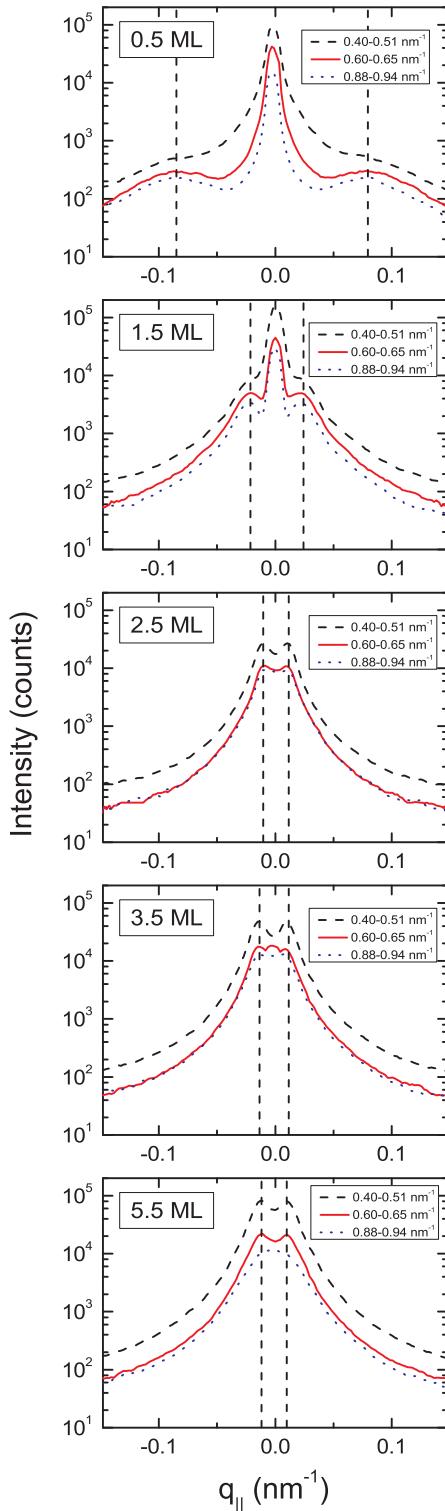 0.5 ML
0.40-0.51 nm⁻¹
0.60-0.65 nm⁻¹
0.88-0.94 nm⁻¹
10⁵
10⁴
10³
10²
10¹
-0.1
0.0
0.1
1.5 ML
0.40-0.51 nm⁻¹
0.60-0.65 nm⁻¹
0.88-0.94 nm⁻¹
10⁵
10⁴
10³
10²
10¹
-0.1
0.0
0.1
2.5 ML
0.40-0.51 nm⁻¹
0.60-0.65 nm⁻¹
0.88-0.94 nm⁻¹
10⁵
10⁴
10³
10²
10¹
-0.1
0.0
0.1
Intensity (counts)
3.5 ML
0.40-0.51 nm⁻¹
0.60-0.65 nm⁻¹
0.88-0.94 nm⁻¹
10⁵
10⁴
10³
10²
10¹
-0.1
0.0
0.1
5.5 ML
0.40-0.51 nm⁻¹
0.60-0.65 nm⁻¹
0.88-0.94 nm⁻¹
10⁵
10⁴
10³
10²
10¹
-0.1
0.0
0.1
q|| (nm⁻¹)